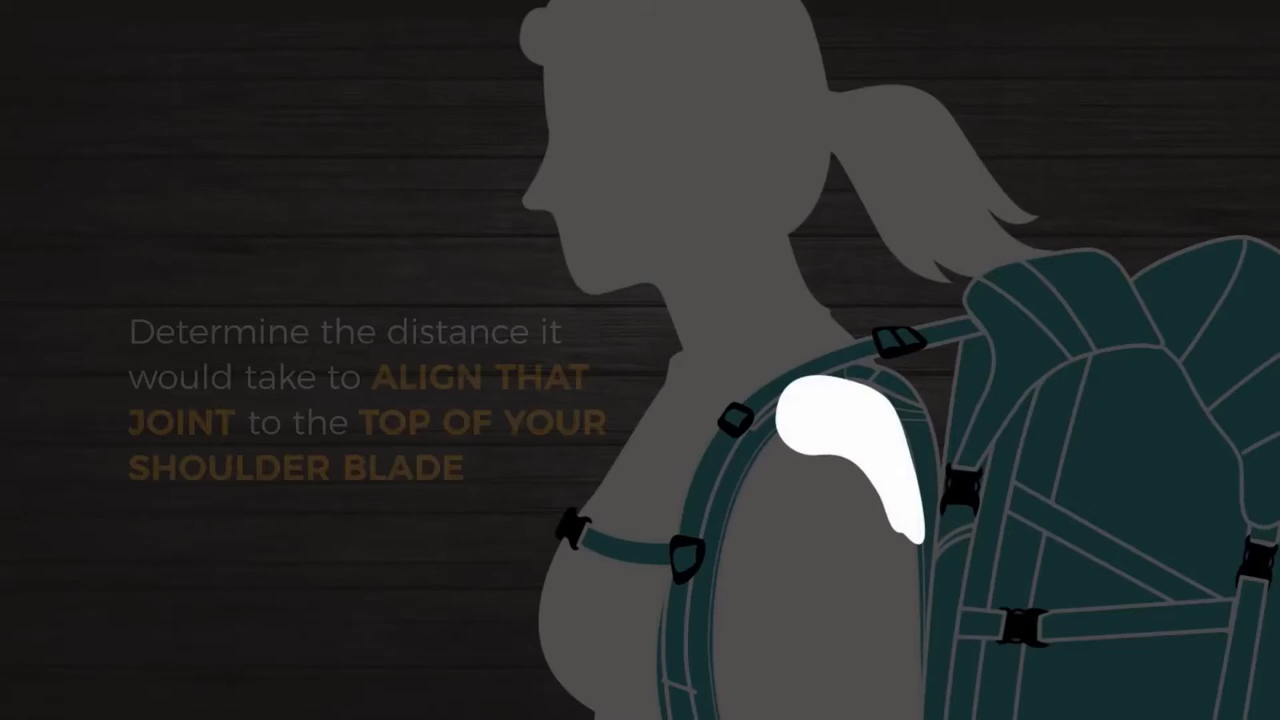 Determine the distance it
would take to ALIGN THAT
JOINT to the TOP OF YOUR
SHOULDER BLADE